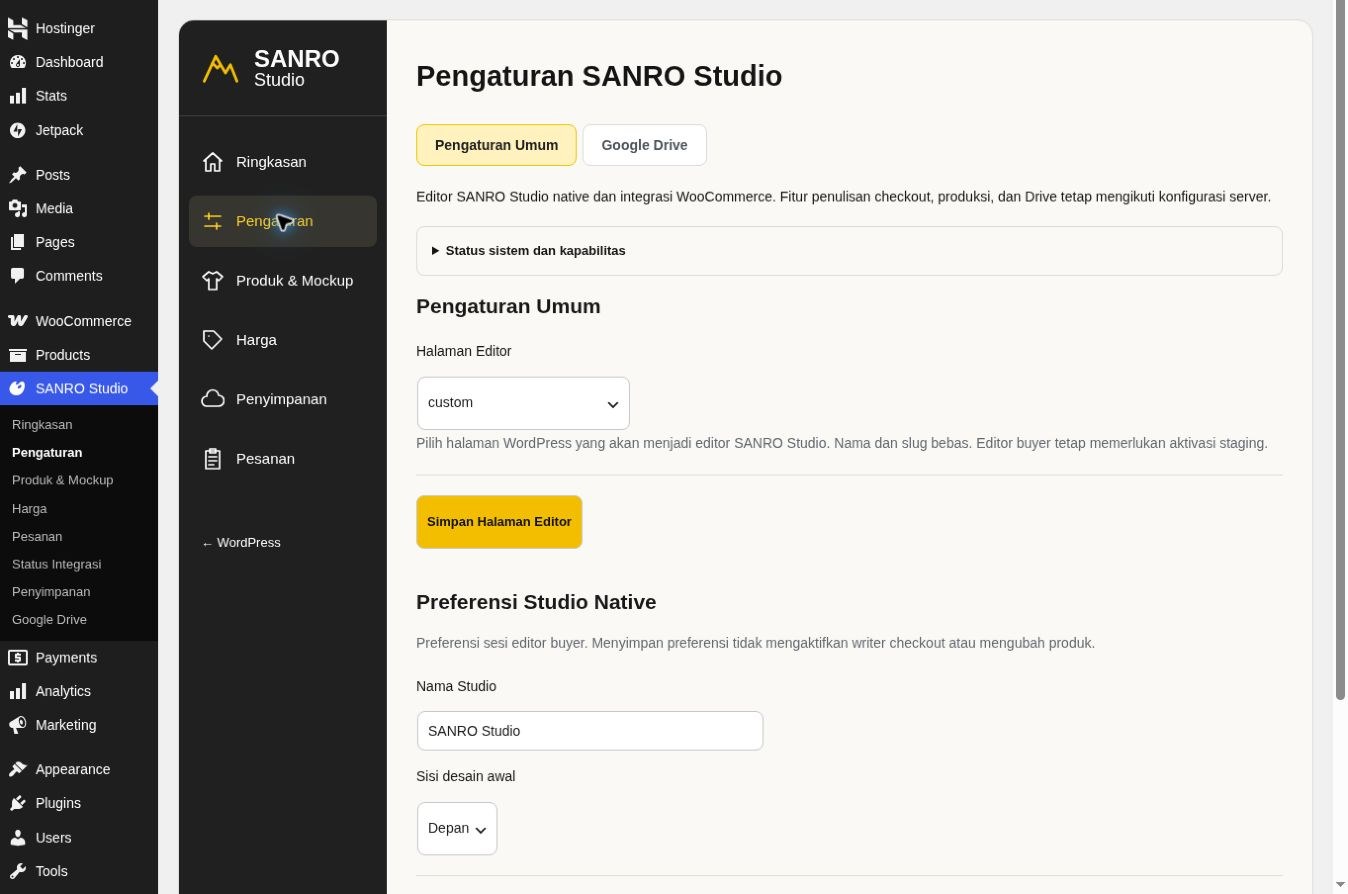 Hostinger
Dashboard
Stats
Jetpack
Posts
Media
Pages
Comments
WooCommerce
Products
SANRO Studio
Ringkasan
Pengaturan
Produk & Mockup
Harga
Pesanan
Status Integrasi
Penyimpanan
Google Drive
Payments
Analytics
Marketing
Appearance
Plugins
Users
Tools
SANRO
Studio
Ringkasan
Pengaturan
Produk & Mockup
Harga
Penyimpanan
Pesanan
← WordPress
Pengaturan SANRO Studio
Pengaturan Umum
Google Drive
Editor SANRO Studio native dan integrasi WooCommerce. Fitur penulisan checkout, produksi, dan Drive tetap mengikuti konfigurasi server.
Status sistem dan kapabilitas
Pengaturan Umum
Halaman Editor
custom
Pilih halaman WordPress yang akan menjadi editor SANRO Studio. Nama dan slug bebas. Editor buyer tetap memerlukan aktivasi staging.
Simpan Halaman Editor
Preferensi Studio Native
Preferensi sesi editor buyer. Menyimpan preferensi tidak mengaktifkan writer checkout atau mengubah produk.
Nama Studio
SANRO Studio
Sisi desain awal
Depan